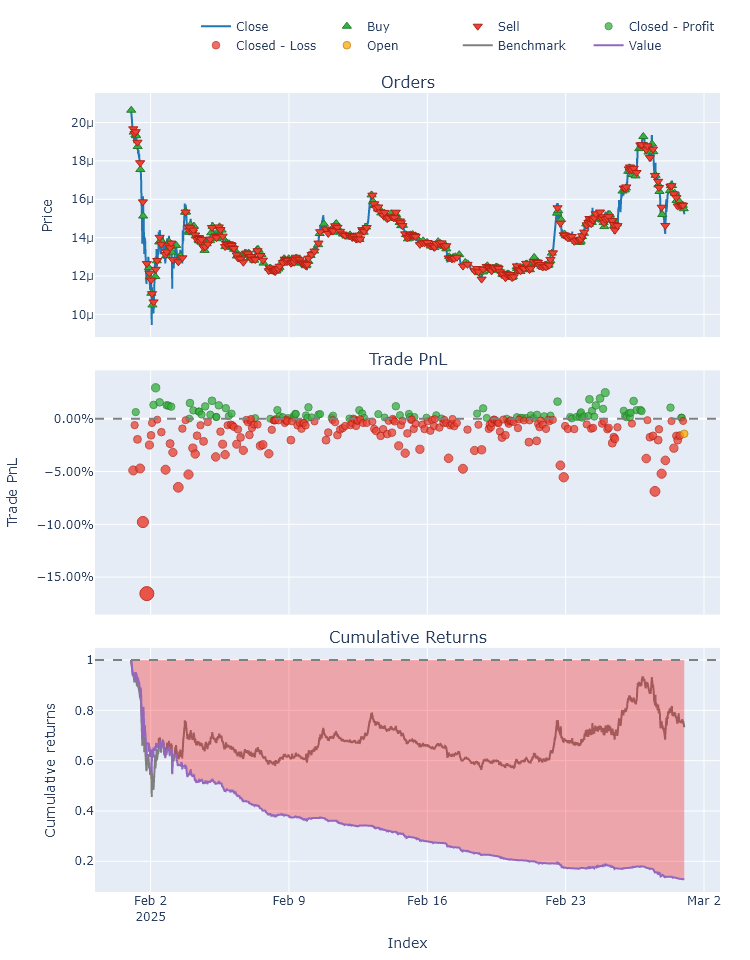 Close Buy Sell Closed - Profit
Closed - Loss Open Benchmark Value
Orders
20μ
18μ
16μ
14μ
12μ
10μ
Price
Trade PnL
0.00%
−5.00%
−10.00%
−15.00%
Trade PnL
Cumulative Returns
1
0.8
0.6
0.4
0.2
Cumulative returns
Feb 2 Feb 9 Feb 16 Feb 23 Mar 2
2025
Index